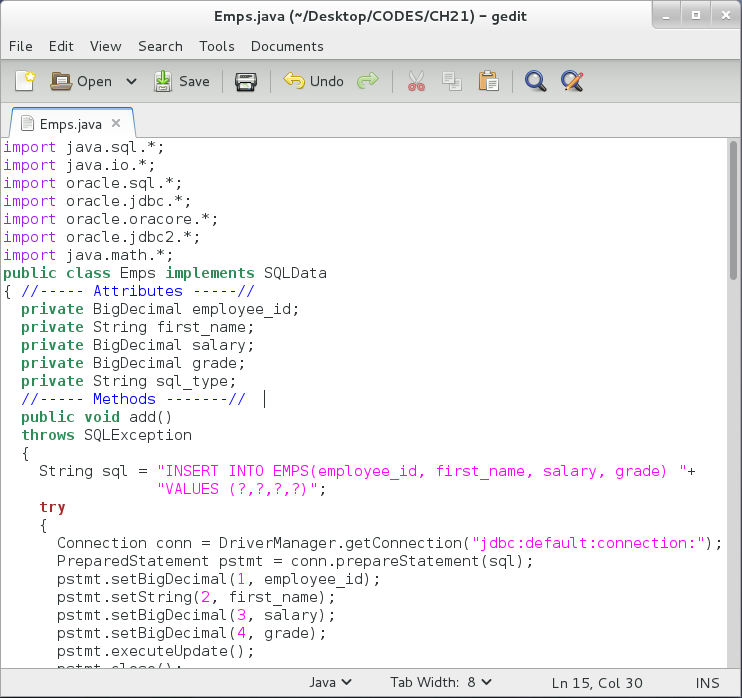 Emps.java (~/Desktop/CODES/CH21) – gedit
File Edit View Search Tools Documents
Open Save Undo
Emps.java
import java.sql.*;
import java.io.*;
import oracle.sql.*;
import oracle.jdbc.*;
import oracle.oracore.*;
import oracle.jdbc2.*;
import java.math.*;
public class Emps implements SQLData
{ //----- Attributes -----//
  private BigDecimal employee_id;
  private String first_name;
  private BigDecimal salary;
  private BigDecimal grade;
  private String sql_type;
  //----- Methods -------//
  public void add()
  throws SQLException
  {
    String sql = "INSERT INTO EMPS(employee_id, first_name, salary, grade) "+
                 "VALUES (?,?,?,?)";
    try
    {
      Connection conn = DriverManager.getConnection("jdbc:default:connection:");
      PreparedStatement pstmt = conn.prepareStatement(sql);
      pstmt.setBigDecimal(1, employee_id);
      pstmt.setString(2, first_name);
      pstmt.setBigDecimal(3, salary);
      pstmt.setBigDecimal(4, grade);
      pstmt.executeUpdate();
      pstmt.close();
Java Tab Width: 8 Ln 15, Col 30 INS